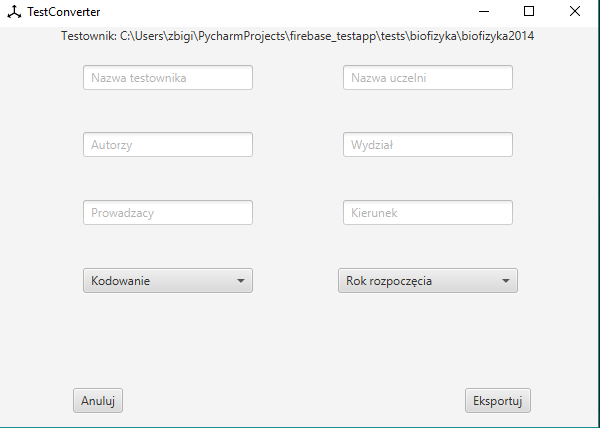 TestConverter
Testownik: C:\Users\zbigi\PycharmProjects\firebase_testapp\tests\biofizyka\biofizyka2014
Nazwa testownika
Nazwa uczelni
Autorzy
Wydział
Prowadzacy
Kierunek
Kodowanie
Rok rozpoczęcia
Anuluj
Eksportuj